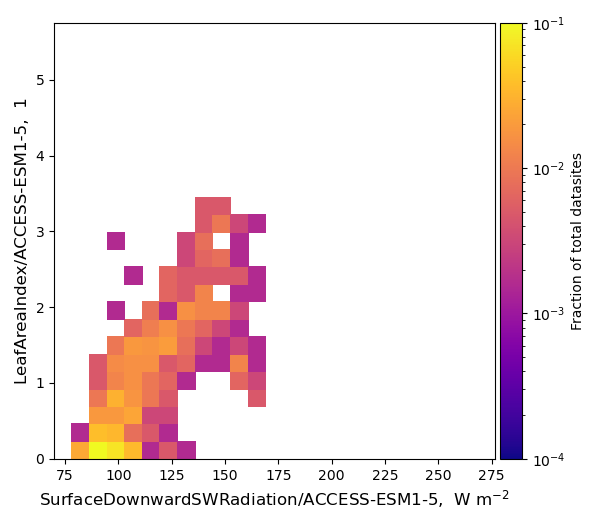 LeafAreaIndex/ACCESS-ESM1-5,  1
5
4
3
2
1
0
75 100 125 150 175 200 225 250 275
SurfaceDownwardSWRadiation/ACCESS-ESM1-5,  W m⁻²
10⁻¹
10⁻²
10⁻³
10⁻⁴
Fraction of total datasites